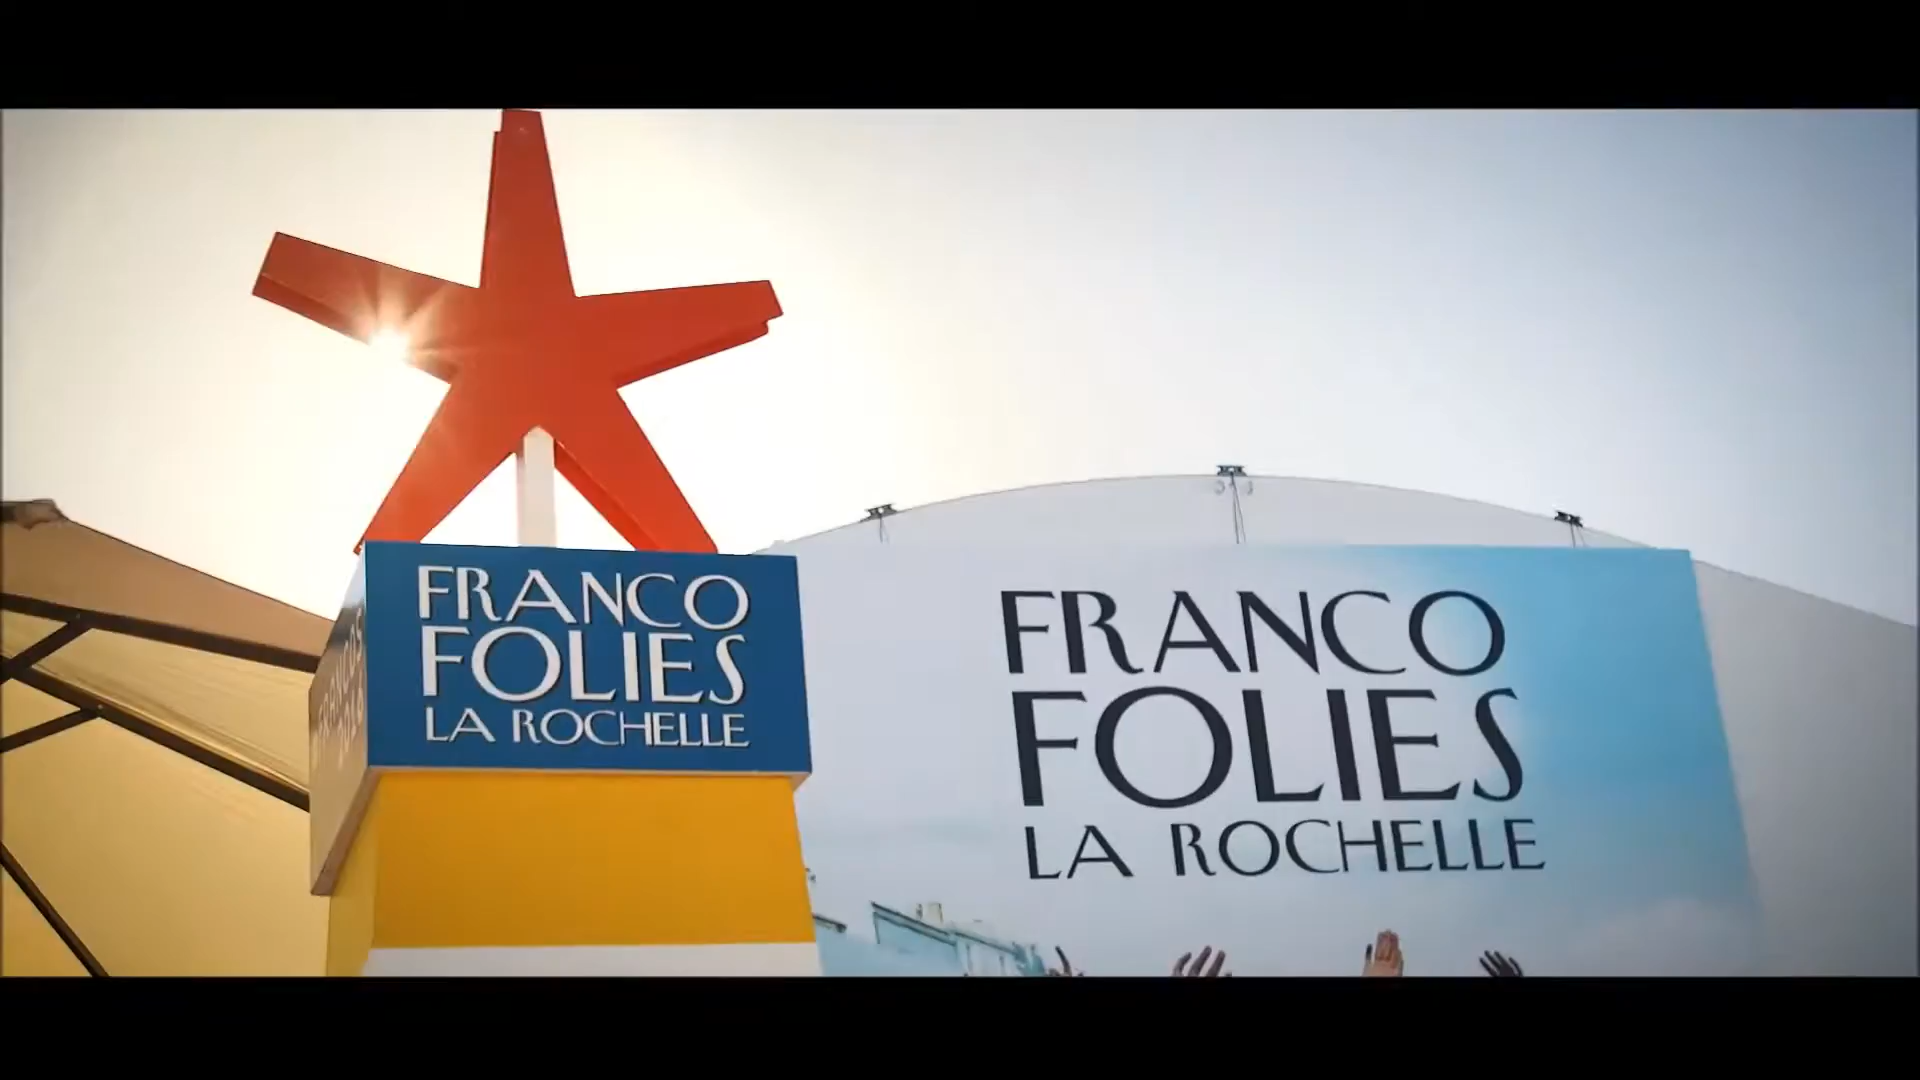 FRANCO
FOLIES
LA ROCHELLE
FRANCO
FOLIES
LA ROCHELLE